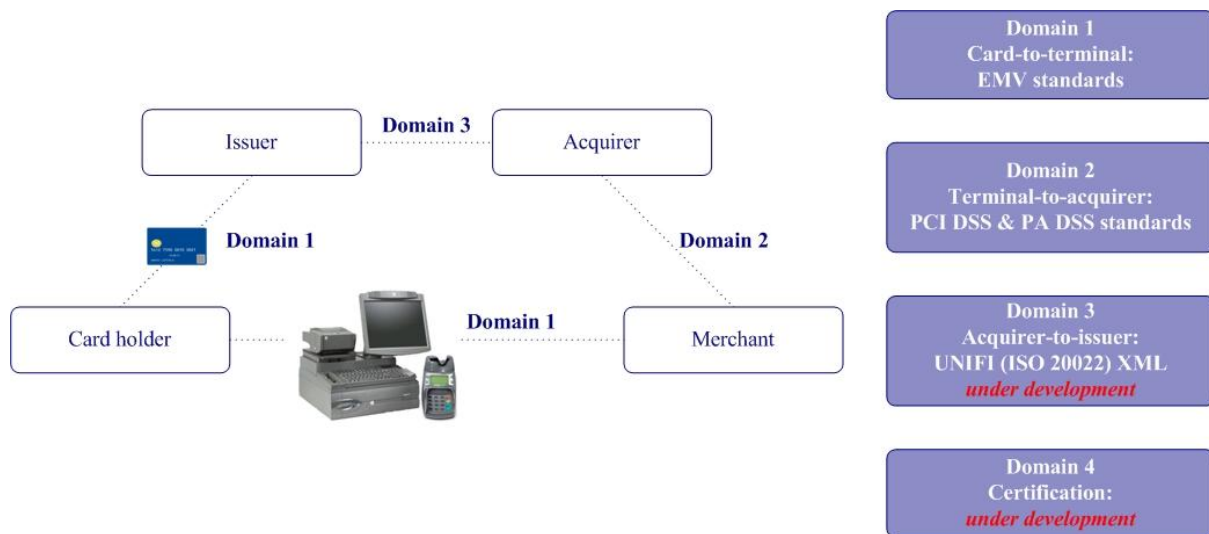 Domain 1
Card-to-terminal:
EMV standards
Issuer
Domain 3
Acquirer
Domain 2
Terminal-to-acquirer:
PCI DSS & PA DSS standards
Domain 1
Domain 2
Card holder
Domain 1
Merchant
Domain 3
Acquirer-to-issuer:
UNIFI (ISO 20022) XML
under development
Domain 4
Certification:
under development